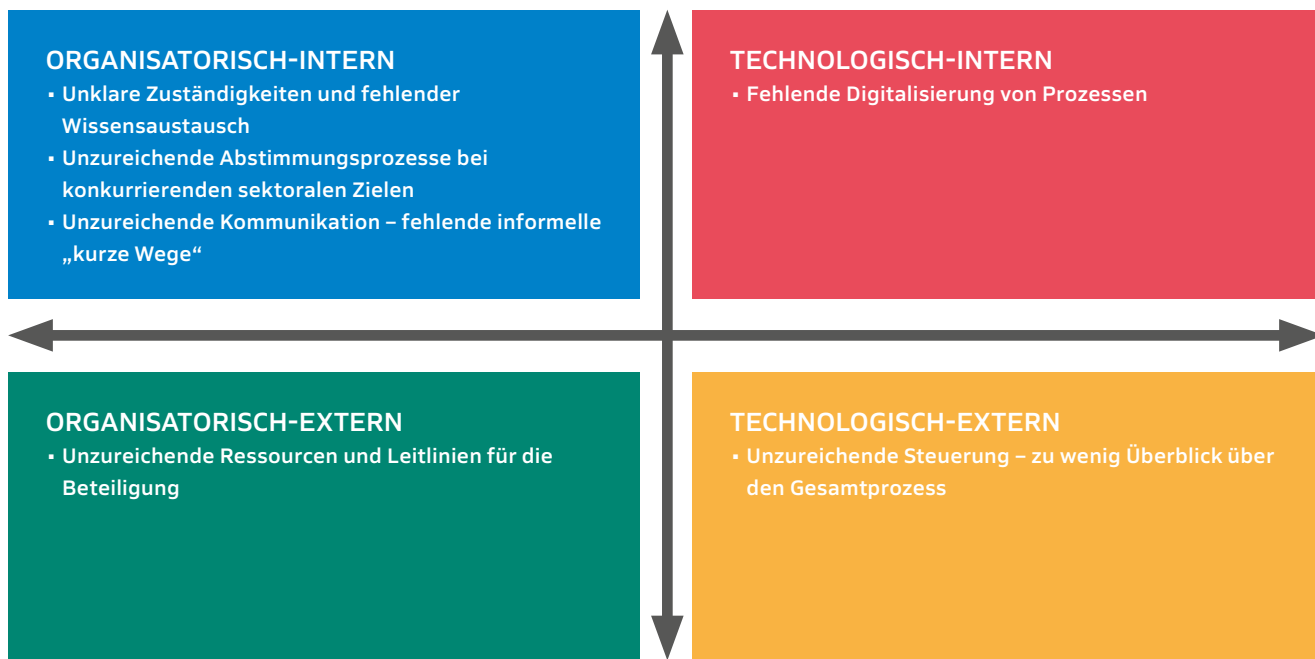 ORGANISATORISCH-INTERN
▪ Unklare Zuständigkeiten und fehlender
Wissensaustausch
▪ Unzureichende Abstimmungsprozesse bei
konkurrierenden sektoralen Zielen
▪ Unzureichende Kommunikation – fehlende informelle
„kurze Wege“
TECHNOLOGISCH-INTERN
▪ Fehlende Digitalisierung von Prozessen
ORGANISATORISCH-EXTERN
▪ Unzureichende Ressourcen und Leitlinien für die
Beteiligung
TECHNOLOGISCH-EXTERN
▪ Unzureichende Steuerung – zu wenig Überblick über
den Gesamtprozess